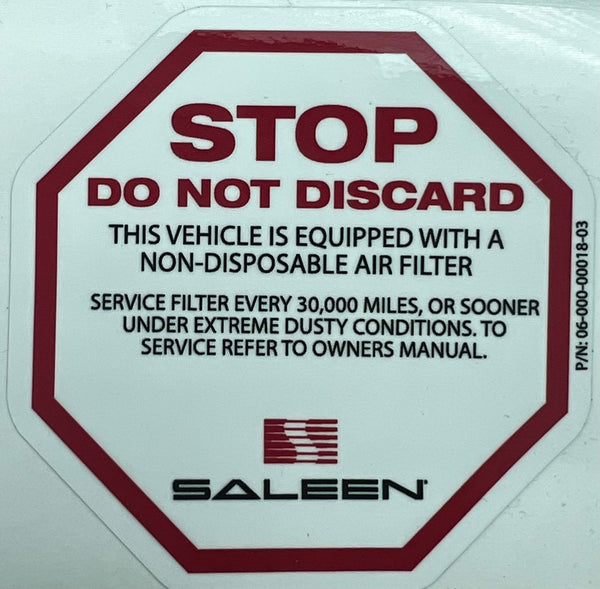 STOP
DO NOT DISCARD
THIS VEHICLE IS EQUIPPED WITH A
NON-DISPOSABLE AIR FILTER
SERVICE FILTER EVERY 30,000 MILES, OR SOONER
UNDER EXTREME DUSTY CONDITIONS. TO
SERVICE REFER TO OWNERS MANUAL.
SALEEN
P/N: 06-000-00018-03